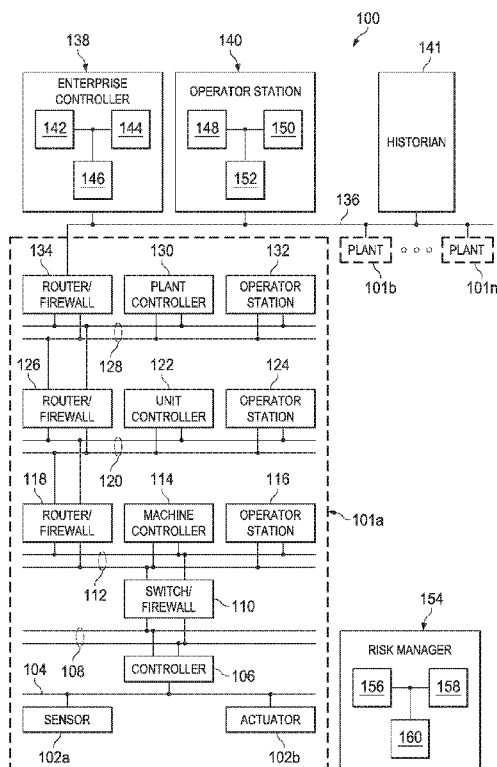 100
138
140
141
ENTERPRISE
CONTROLLER
OPERATOR STATION
HISTORIAN
142
144
148
150
146
152
136
134
130
132
PLANT
PLANT
101b
101n
ROUTER/
FIREWALL
PLANT
CONTROLLER
OPERATOR
STATION
128
126
122
124
ROUTER/
FIREWALL
UNIT
CONTROLLER
OPERATOR
STATION
120
118
114
116
ROUTER/
FIREWALL
MACHINE
CONTROLLER
OPERATOR
STATION
101a
112
SWITCH/
FIREWALL
110
108
CONTROLLER
106
104
SENSOR
ACTUATOR
102a
102b
154
RISK MANAGER
156
158
160